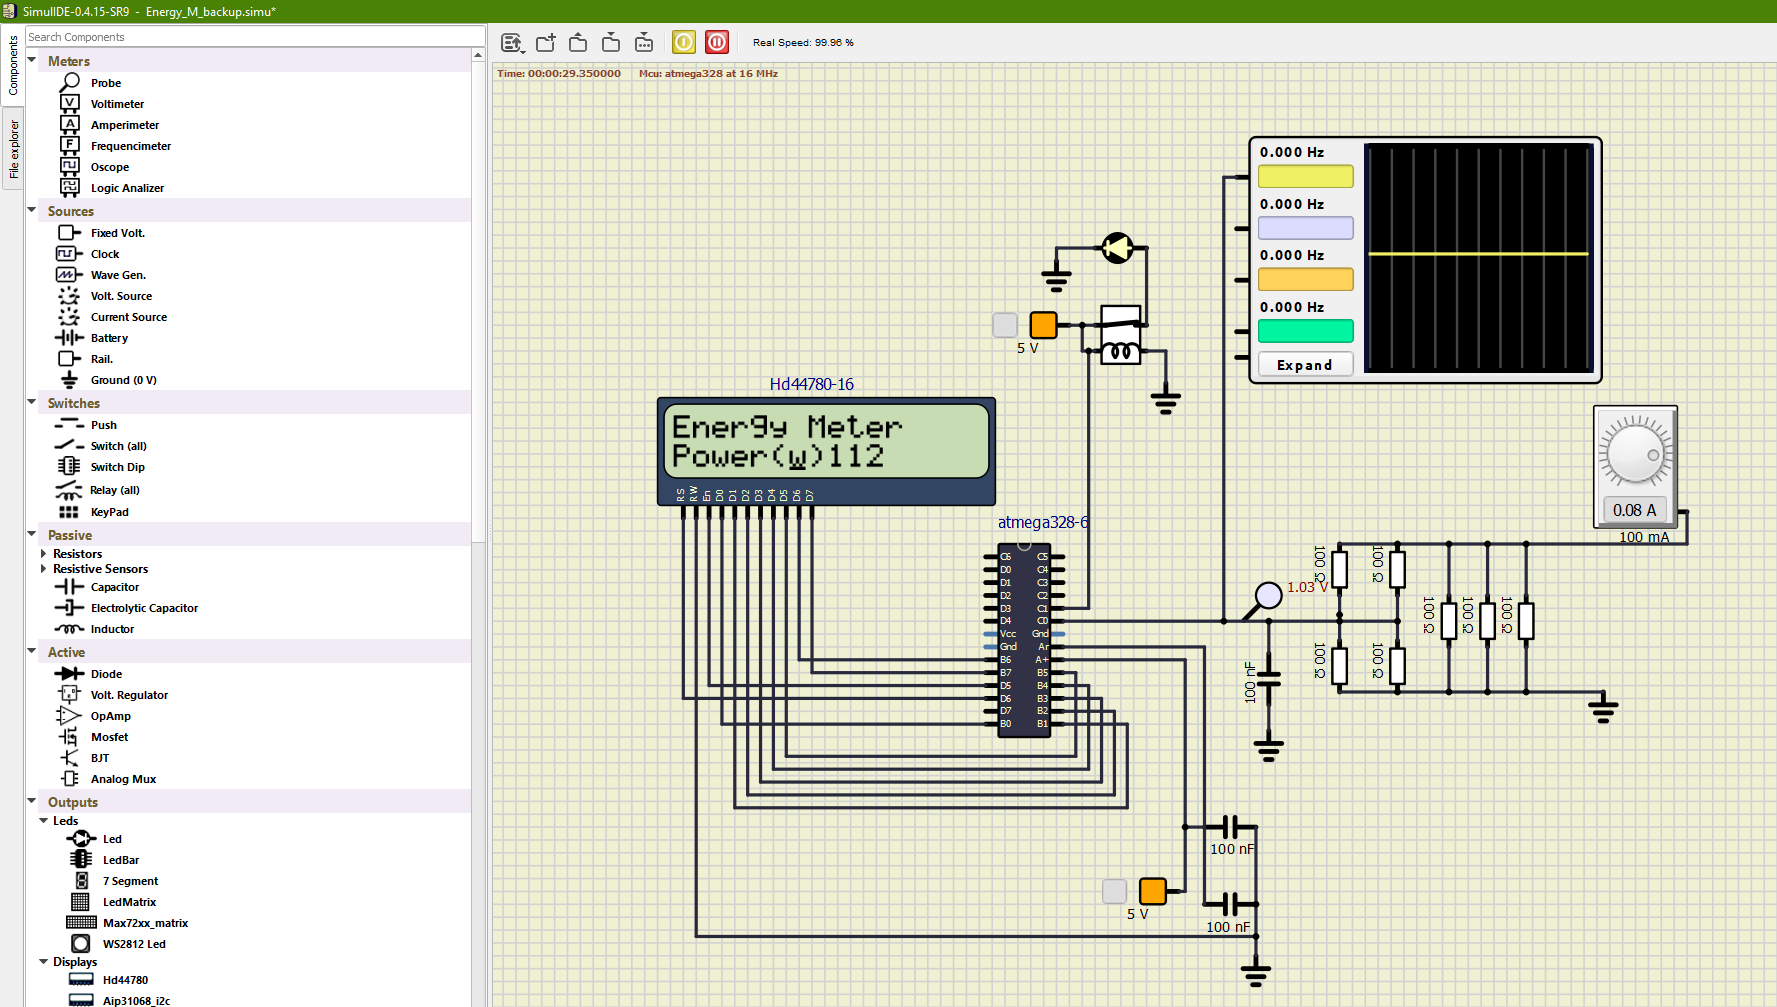 SimulIDE-0.4.15-SR9 - Energy_M_backup.simu*
Components
File explorer
Search Components
Meters
Probe
Voltimeter
Amperimeter
Frequencimeter
Oscope
Logic Analizer
Sources
Fixed Volt.
Clock
Wave Gen.
Volt. Source
Current Source
Battery
Rail.
Ground (0 V)
Switches
Push
Switch (all)
Switch Dip
Relay (all)
KeyPad
Passive
Resistors
Resistive Sensors
Capacitor
Electrolytic Capacitor
Inductor
Active
Diode
Volt. Regulator
OpAmp
Mosfet
BJT
Analog Mux
Outputs
Leds
Led
LedBar
7 Segment
LedMatrix
Max72xx_matrix
WS2812 Led
Displays
Hd44780
Aip31068_i2c
Real Speed: 99.96 %
Time: 00:00:29.350000 Mcu: atmega328 at 16 MHz
0.000 Hz
0.000 Hz
0.000 Hz
0.000 Hz
Expand
5 V
Hd44780-16
Energy Meter
Power(w)112
RS RW En D0 D1 D2 D3 D4 D5 D6 D7
atmega328-6
C6 C5
D0 C4
D1 C3
D2 C2
D3 C1
D4 C0
Vcc Gnd
Gnd Ar
B6 A+
B7 B5
D5 B4
D6 B3
D7 B2
B0 B1
0.08 A
100 mA
1.03 V
100 Ω
100 Ω
100 Ω
100 Ω
100 Ω
100 Ω
100 Ω
100 nF
100 nF
5 V
100 nF